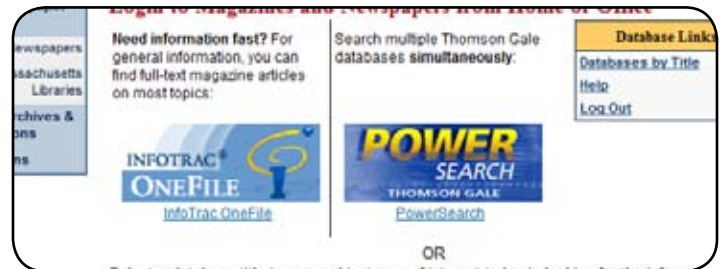 Login to Magazines and Newspapers from Home or Office
ewspapers
ssachusetts
Libraries
rchives &
ons
ns
Need information fast? For
general information, you can
find full-text magazine articles
on most topics:
INFOTRAC®
ONEFILE
InfoTrac OneFile
Search multiple Thomson Gale
databases simultaneously:
POWER
SEARCH
THOMSON GALE
PowerSearch
OR
Database Links
Databases by Title
Help
Log Out